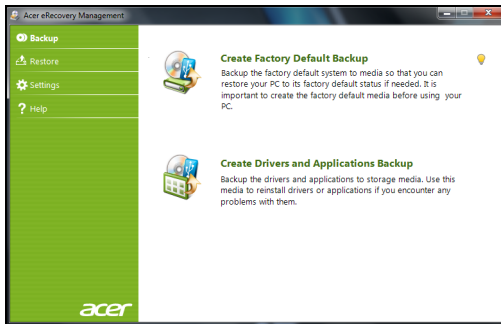 Acer eRecovery Management
Backup
Restore
Settings
? Help
Create Factory Default Backup
Backup the factory default system to media so that you can
restore your PC to its factory default status if needed. It is
important to create the factory default media before using your
PC.
Create Drivers and Applications Backup
Backup the drivers and applications to storage media. Use this
media to reinstall drivers or applications if you encounter any
problems with them.
acer